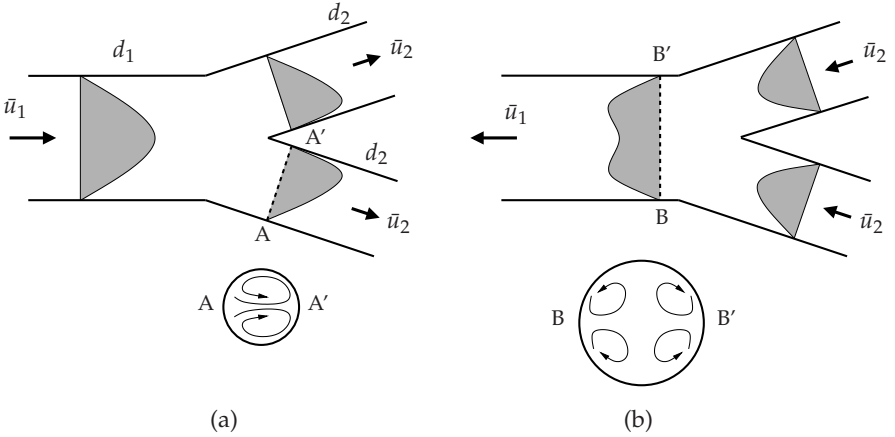 d₂
d₁
ū₂
ū₁
A′
d₂
A
ū₂
A A′
(a)
B′
ū₂
ū₁
B
ū₂
B B′
(b)